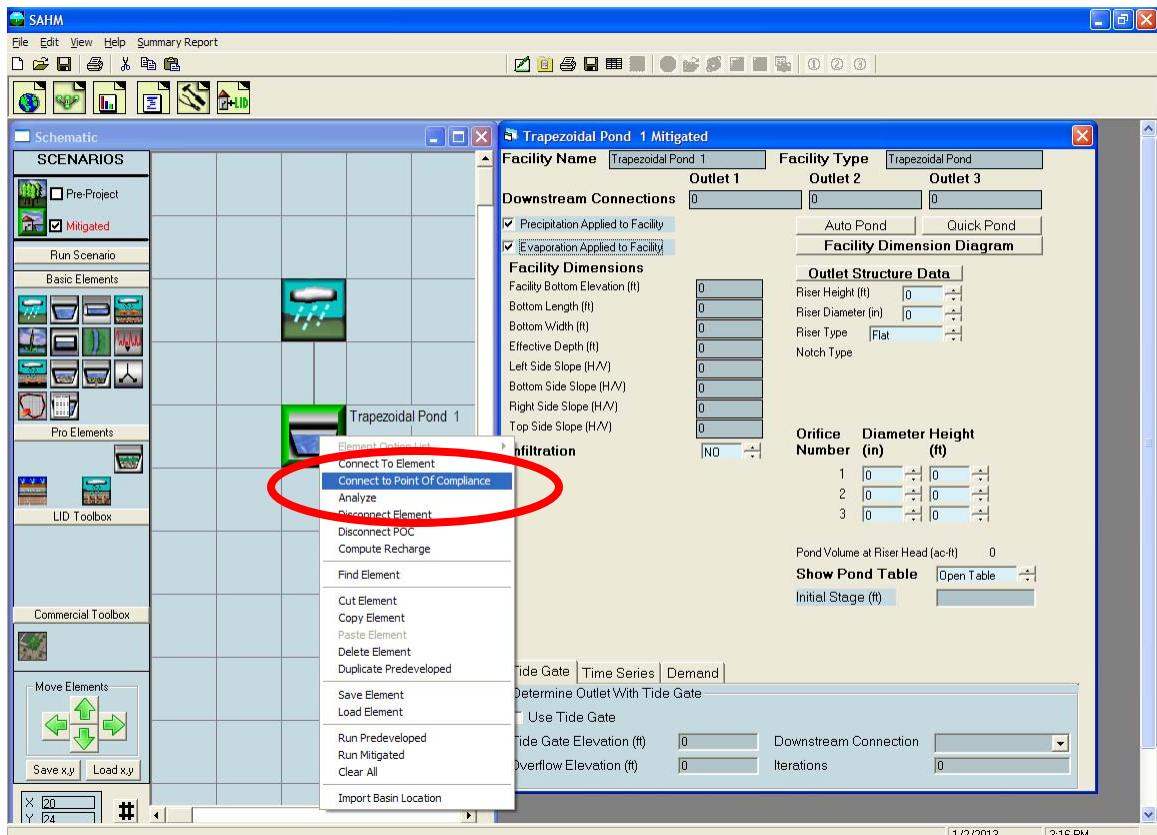 SAHM
File Edit View Help Summary Report
Schematic
SCENARIOS
Pre-Project
Mitigated
Run Scenario
Basic Elements
Pro Elements
LID Toolbox
Commercial Toolbox
Move Elements
Save x,y Load x,y
X 20
Y 24
#
+LID
Trapezoidal Pond 1
Element Option List
Connect To Element
Connect to Point Of Compliance
Analyze
Disconnect Element
Disconnect POC
Compute Recharge
Find Element
Cut Element
Copy Element
Paste Element
Delete Element
Duplicate Predeveloped
Save Element
Load Element
Run Predeveloped
Run Mitigated
Clear All
Import Basin Location
Trapezoidal Pond 1 Mitigated
Facility Name Trapezoidal Pond 1 Facility Type Trapezoidal Pond
Outlet 1 Outlet 2 Outlet 3
Downstream Connections 0 0 0
Precipitation Applied to Facility Auto Pond Quick Pond
Evaporation Applied to Facility Facility Dimension Diagram
Facility Dimensions Outlet Structure Data
Facility Bottom Elevation (ft) 0 Riser Height (ft) 0
Bottom Length (ft) 0 Riser Diameter (in) 0
Bottom Width (ft) 0 Riser Type Flat
Effective Depth (ft) 0 Notch Type
Left Side Slope (H/V) 0
Bottom Side Slope (H/V) 0
Right Side Slope (H/V) 0
Top Side Slope (H/V) 0
Infiltration NO
Orifice Diameter Height
Number (in) (ft)
1 0 0
2 0 0
3 0 0
Pond Volume at Riser Head (ac-ft) 0
Show Pond Table Open Table
Initial Stage (ft)
Tide Gate Time Series Demand
Determine Outlet With Tide Gate
Use Tide Gate
Tide Gate Elevation (ft) 0 Downstream Connection
Overflow Elevation (ft) 0 Iterations 0
1/2/2013 3:16 PM